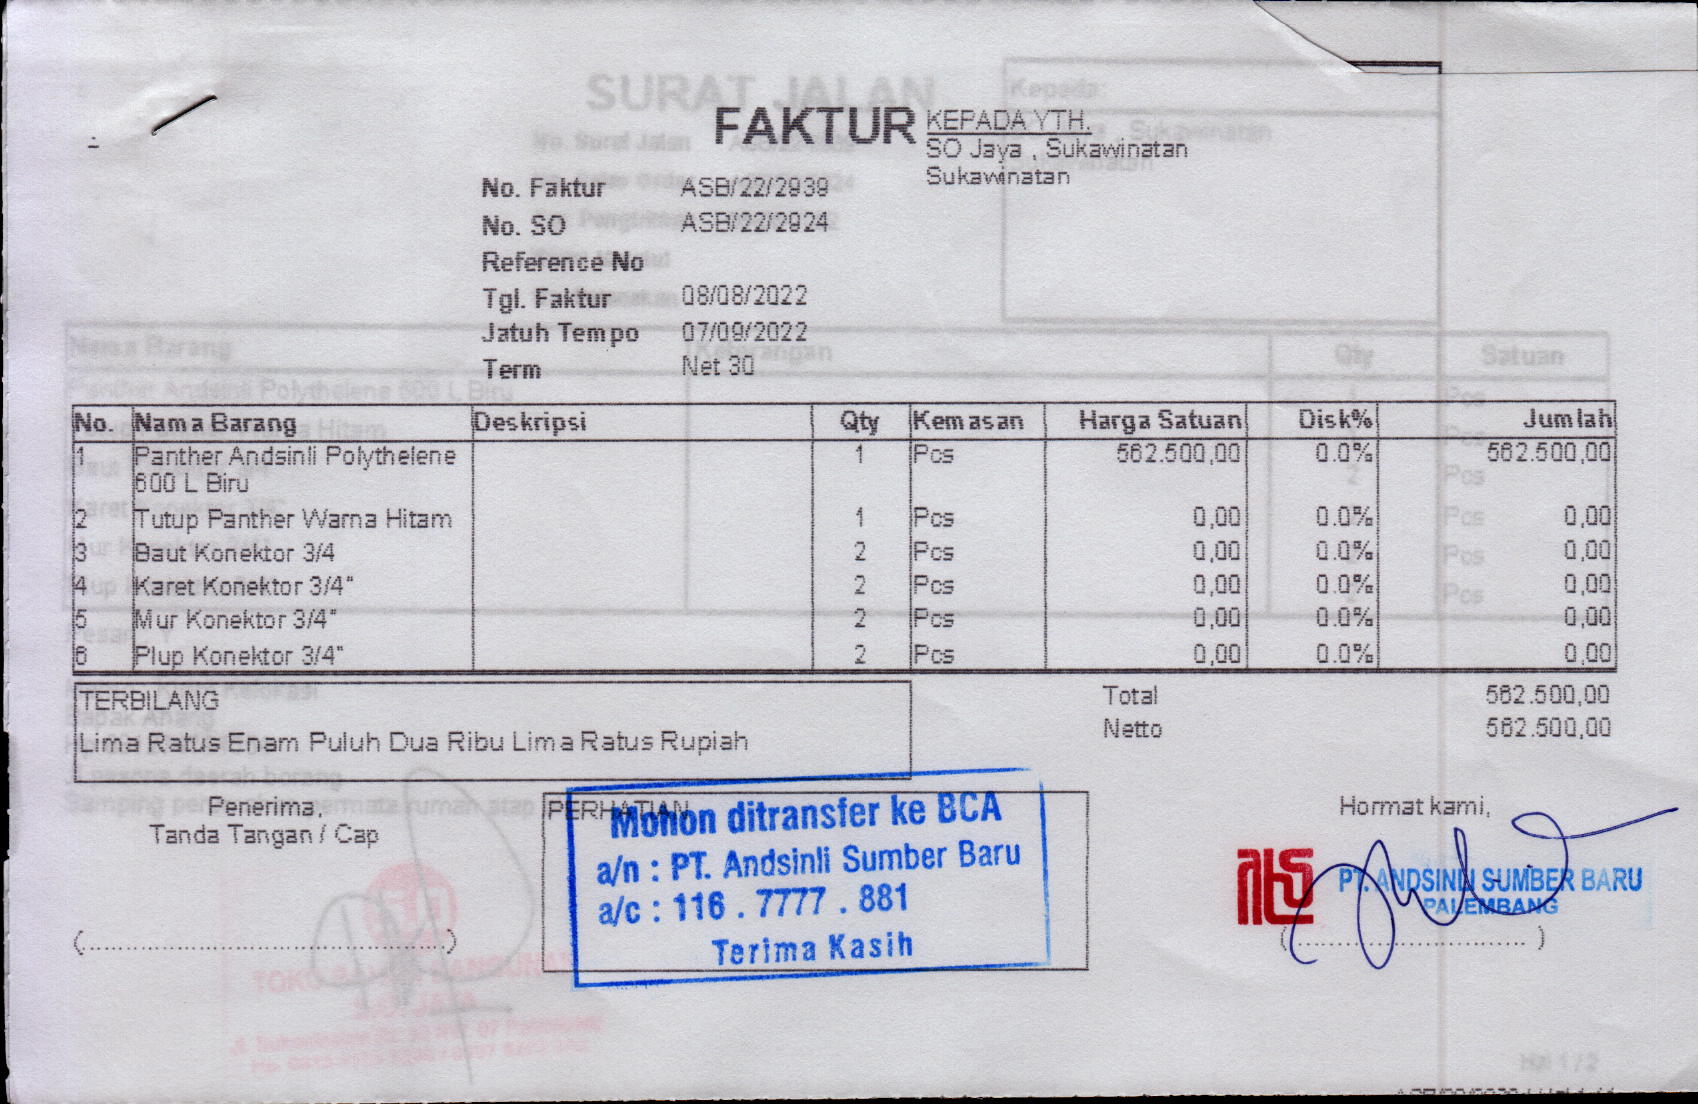 SURAT JALAN
Kepada:
FAKTUR
KEPADA YTH.
SO Jaya , Sukawinatan
Sukawinatan
No. Faktur ASB/22/2939
No. SO ASB/22/2924
Reference No
Tgl. Faktur 08/08/2022
Jatuh Tempo 07/09/2022
Term Net 30
No. Nama Barang Deskripsi Qty Kemasan Harga Satuan Disk% Jumlah
1 Panther Andsinli Polythelene 1 Pcs 562.500,00 0.0% 562.500,00
600 L Biru
2 Tutup Panther Warna Hitam 1 Pcs 0,00 0.0% 0,00
3 Baut Konektor 3/4 2 Pcs 0,00 0.0% 0,00
4 Karet Konektor 3/4" 2 Pcs 0,00 0.0% 0,00
5 Mur Konektor 3/4" 2 Pcs 0,00 0.0% 0,00
6 Plup Konektor 3/4" 2 Pcs 0,00 0.0% 0,00
TERBILANG
Lima Ratus Enam Puluh Dua Ribu Lima Ratus Rupiah
Total 562.500,00
Netto 562.500,00
Penerima,
Tanda Tangan / Cap
(..........................................................)
PERHATIAN
Mohon ditransfer ke BCA
a/n : PT. Andsinli Sumber Baru
a/c : 116 . 7777 . 881
Terima Kasih
Hormat kami,
PT. ANDSINLI SUMBER BARU
PALEMBANG
(....................................)
Hal 1 / 2